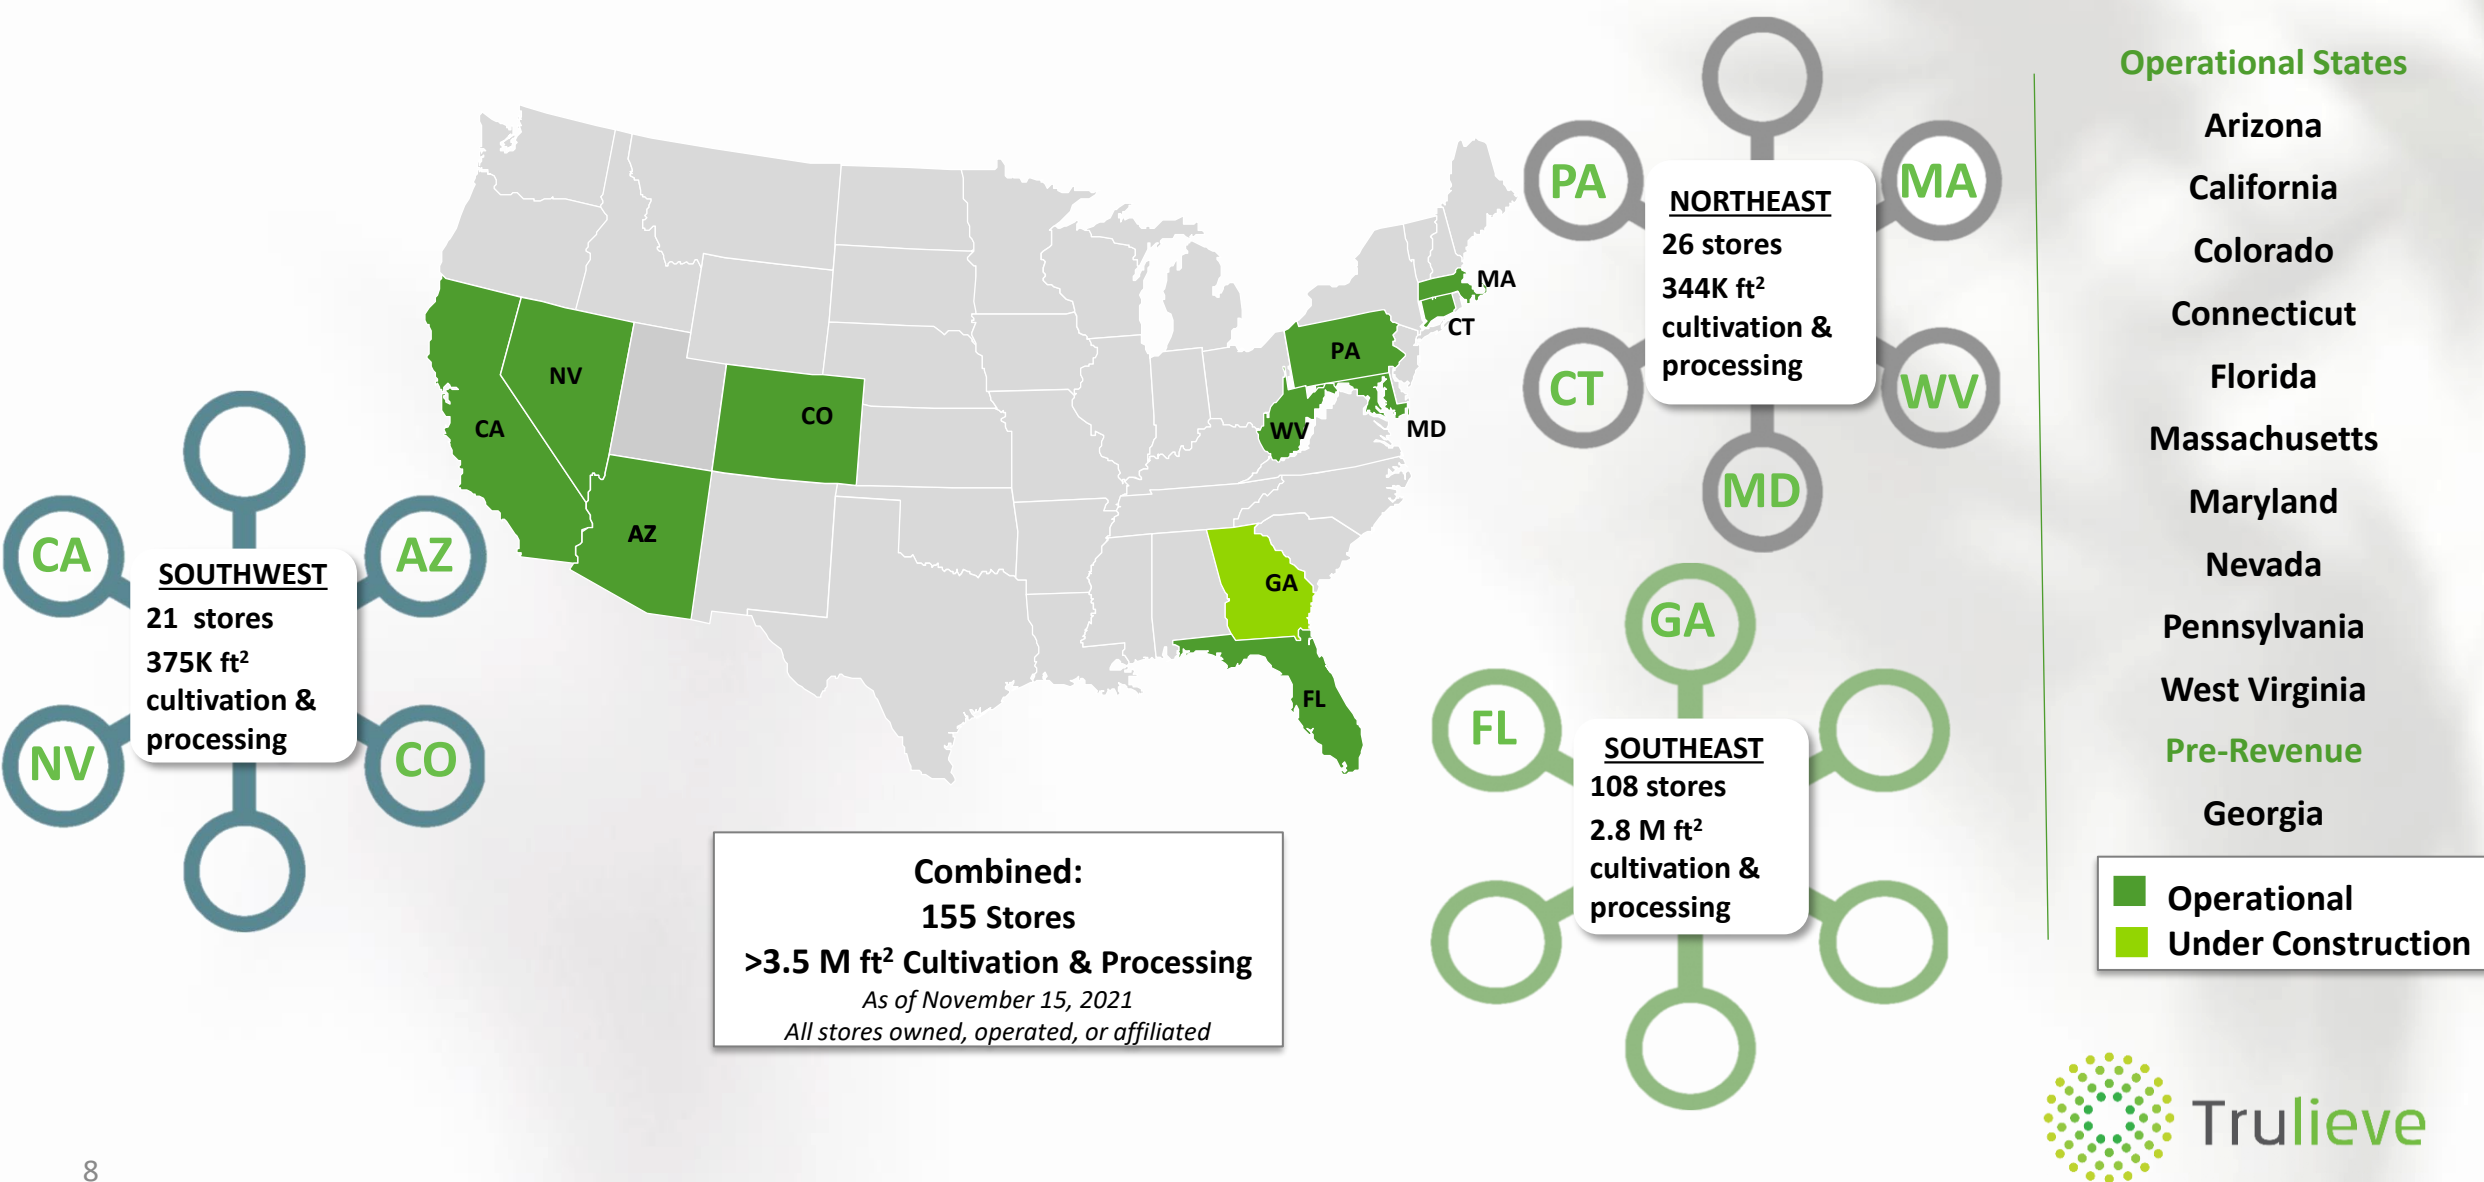 CA
NV
AZ
CO
SOUTHWEST
21 stores
375K ft²
cultivation &
processing
CA
NV
AZ
CO
PA
WV
MA
CT
MD
GA
FL
Combined:
155 Stores
>3.5 M ft² Cultivation & Processing
As of November 15, 2021
All stores owned, operated, or affiliated
PA
MA
CT
WV
MD
NORTHEAST
26 stores
344K ft²
cultivation &
processing
GA
FL
SOUTHEAST
108 stores
2.8 M ft²
cultivation &
processing
Operational States
Arizona
California
Colorado
Connecticut
Florida
Massachusetts
Maryland
Nevada
Pennsylvania
West Virginia
Pre-Revenue
Georgia
Operational
Under Construction
Trulieve
8